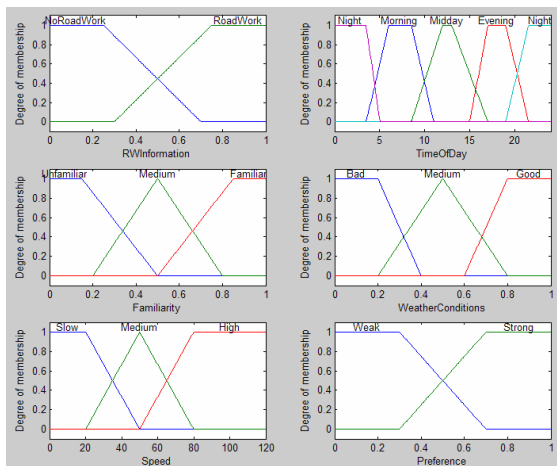 NoRoadWork RoadWork
1
0.8
0.6
0.4
0.2
0
Degree of membership
0 0.2 0.4 0.6 0.8 1
RWInformation
Night Morning Midday Evening Night
1
0.8
0.6
0.4
0.2
0
Degree of membership
0 5 10 15 20
TimeOfDay
Unfamiliar Medium Familiar
1
0.8
0.6
0.4
0.2
0
Degree of membership
0 0.2 0.4 0.6 0.8 1
Familiarity
Bad Medium Good
1
0.8
0.6
0.4
0.2
0
Degree of membership
0 0.2 0.4 0.6 0.8 1
WeatherConditions
Slow Medium High
1
0.8
0.6
0.4
0.2
0
Degree of membership
0 20 40 60 80 100 120
Speed
Weak Strong
1
0.8
0.6
0.4
0.2
0
Degree of membership
0 0.2 0.4 0.6 0.8 1
Preference